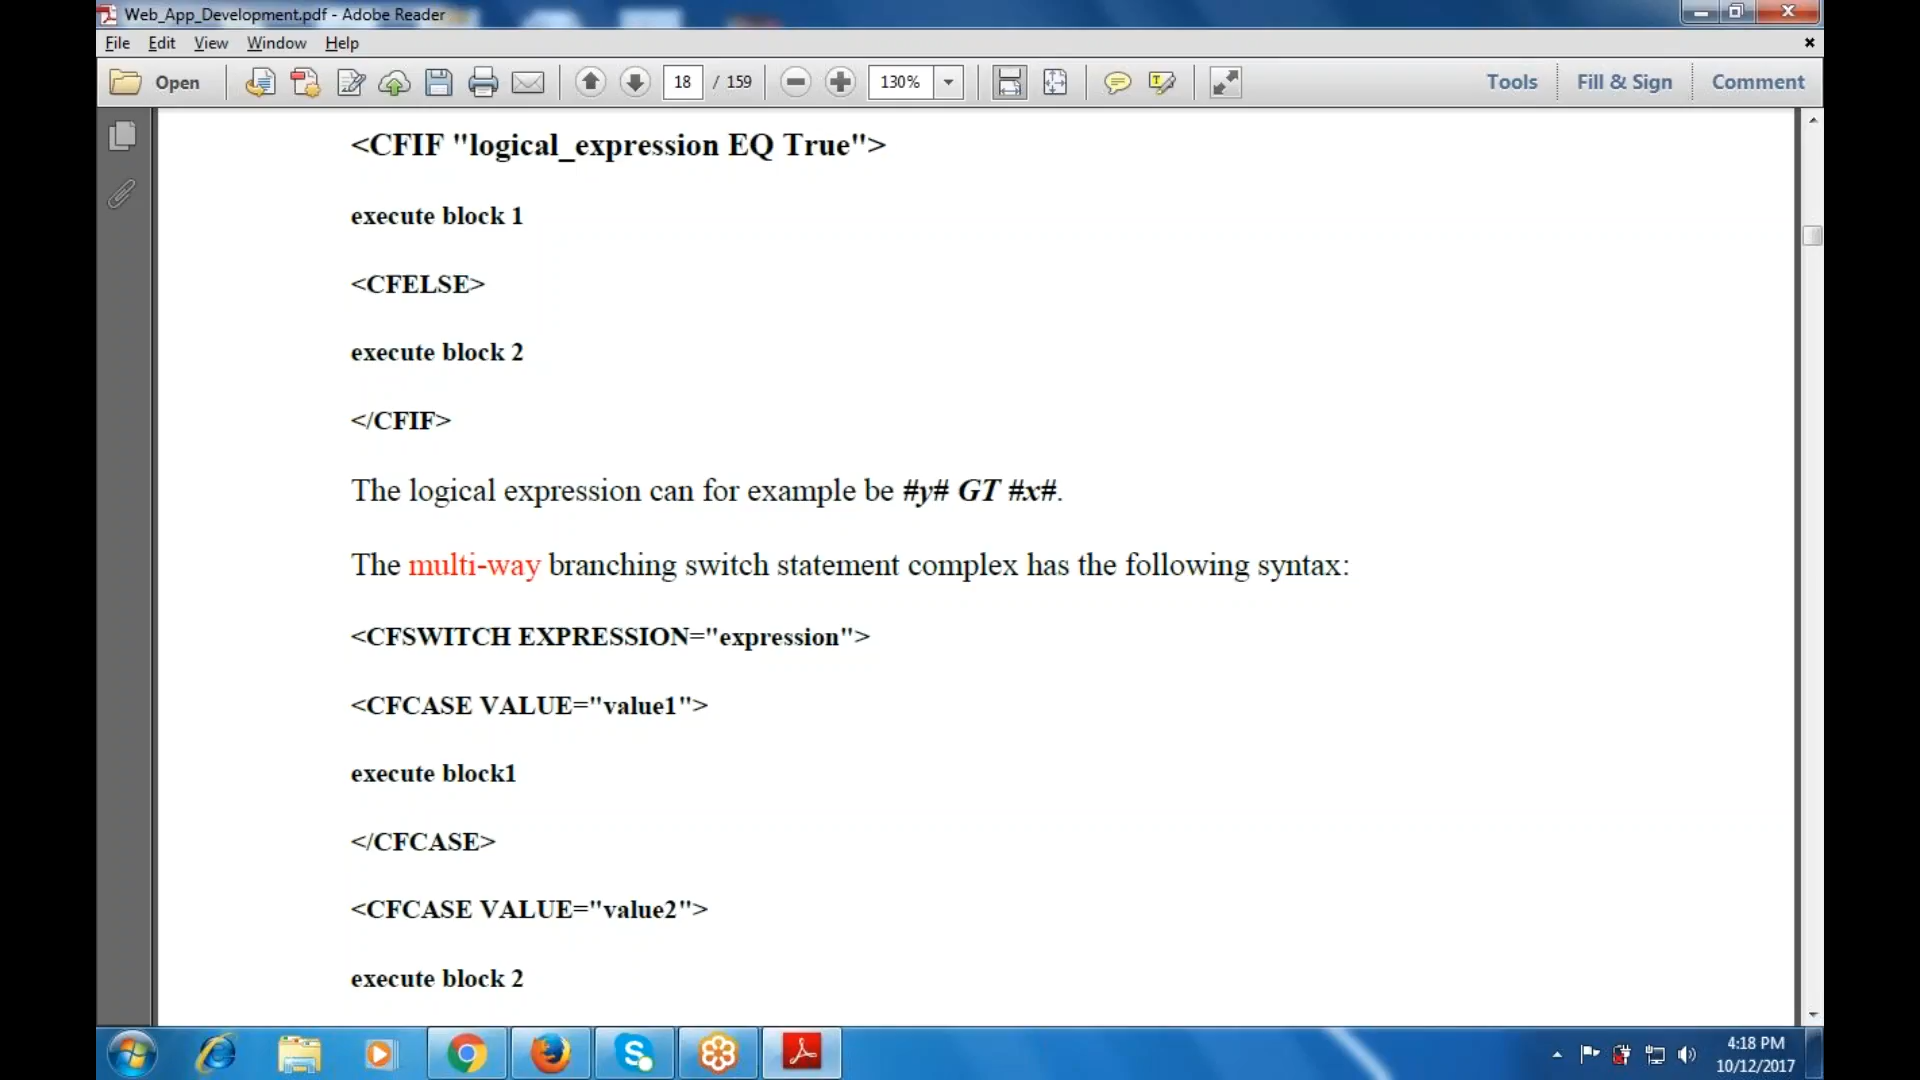 Web_App_Development.pdf - Adobe Reader
File Edit View Window Help
Open 18 / 159 130% Tools Fill & Sign Comment
<CFIF "logical_expression EQ True">
execute block 1
<CFELSE>
execute block 2
</CFIF>
The logical expression can for example be #y# GT #x#.
The multi-way branching switch statement complex has the following syntax:
<CFSWITCH EXPRESSION="expression">
<CFCASE VALUE="value1">
execute block1
</CFCASE>
<CFCASE VALUE="value2">
execute block 2
4:18 PM
10/12/2017